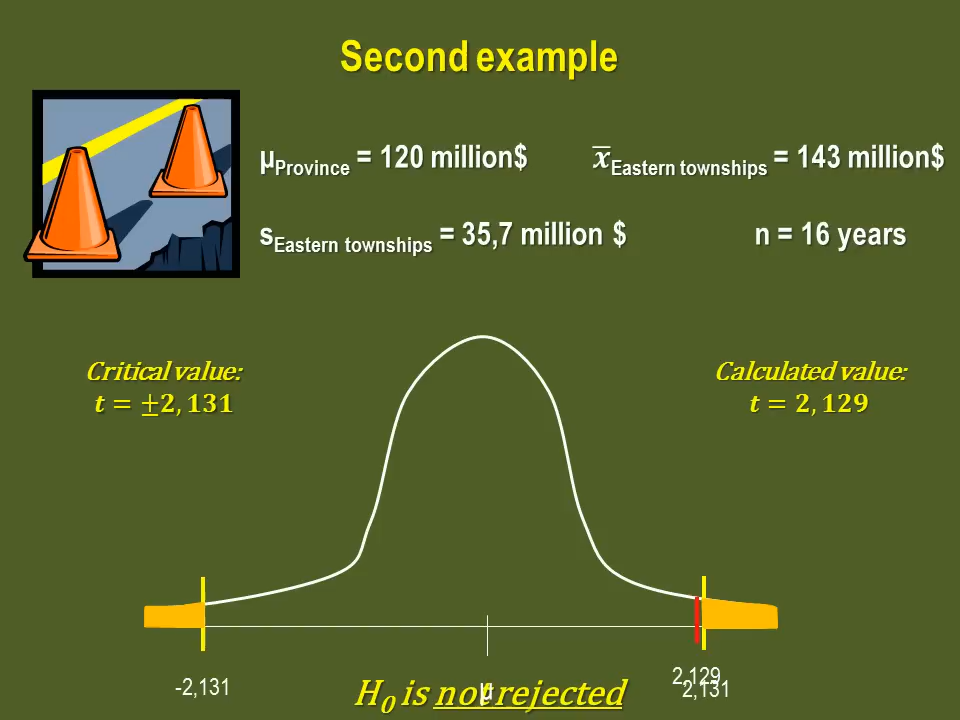 Second example
μProvince = 120 million$ x̅Eastern townships = 143 million$
sEastern townships = 35,7 million $ n = 16 years
Critical value:
t = ±2,131
Calculated value:
t = 2,129
2,129
-2,131
2,131
μ
H0 is not rejected